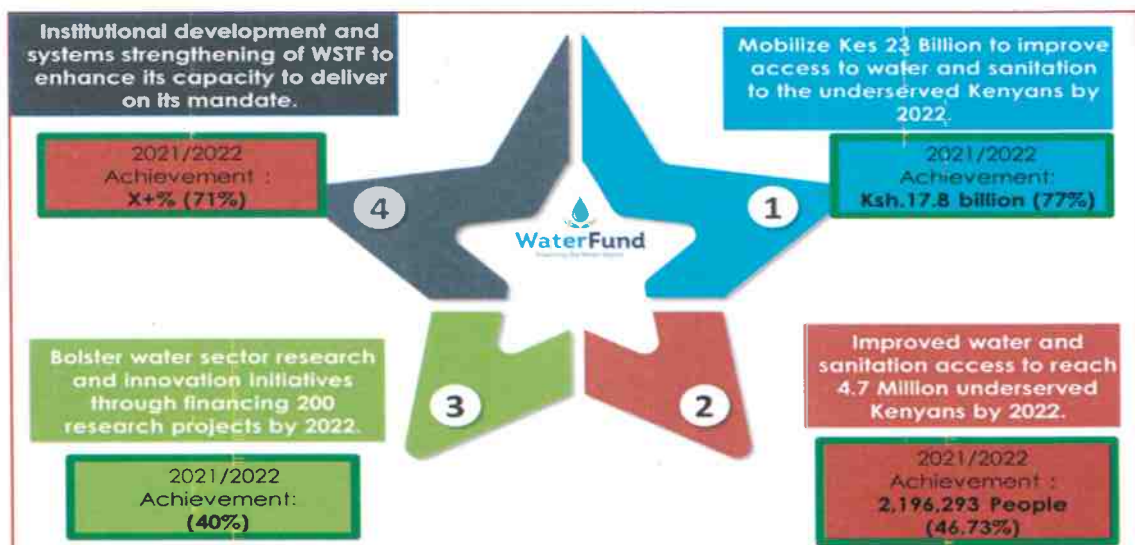 Institutional development and
systems strengthening of WSTF to
enhance its capacity to deliver
on its mandate.
2021/2022
Achievement :
X+% (71%)
4
Mobilize Kes 23 Billion to improve
access to water and sanitation
to the underserved Kenyans by
2022.
2021/2022
Achievement:
Ksh.17.8 billion (77%)
1
WaterFund
Bolster water sector research
and innovation initiatives
through financing 200
research projects by 2022.
2021/2022
Achievement:
(40%)
3
Improved water and
sanitation access to reach
4.7 Million underserved
Kenyans by 2022.
2021/2022
Achievement :
2,196,293 People
(46.73%)
2